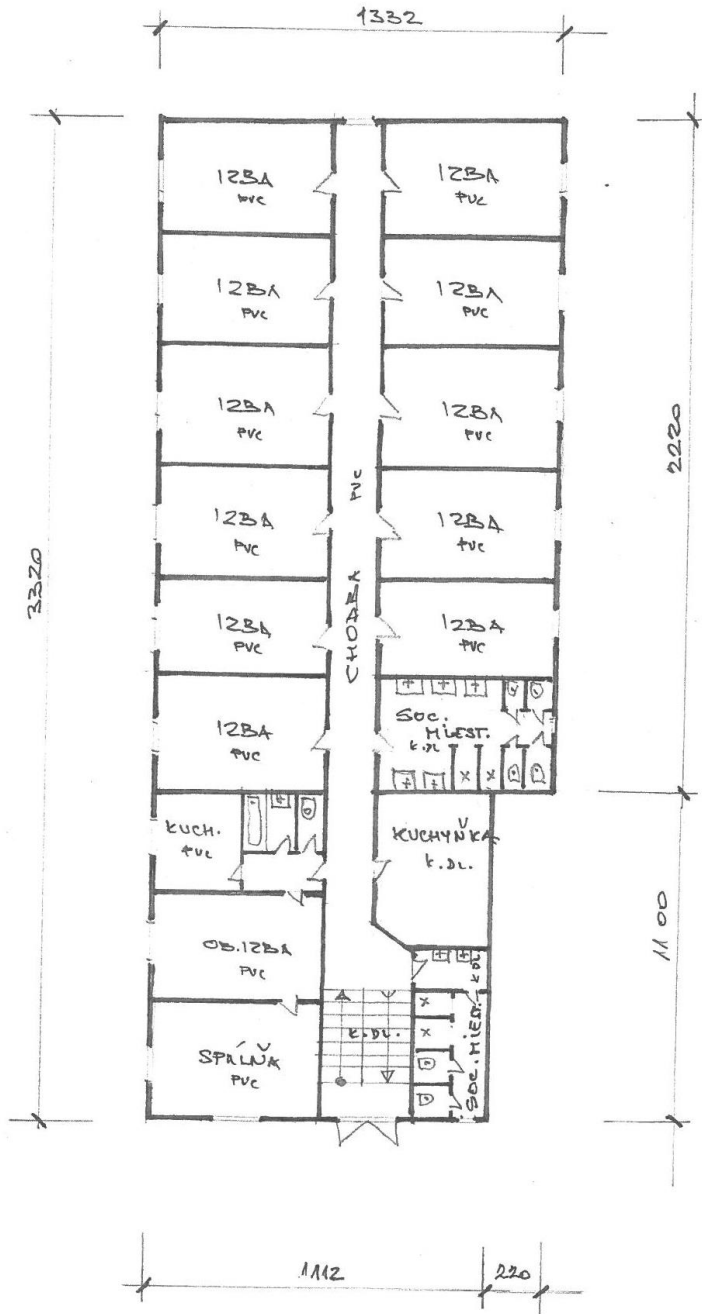 1332
IZBA
PVC
IZBA
PVC
IZBA
PVC
IZBA
PVC
IZBA
PVC
IZBA
PVC
IZBA
PVC
IZBA
PVC
IZBA
PVC
IZBA
PVC
IZBA
PVC
CHODBA PVC
SOC.
MIEST.
K.DL
KUCH.
PVC
KUCHYŇKA
K.DL.
OB.IZBA
PVC
SPÁLŇA
PVC
K.DL.
SOC.MIEST. K.DL
3320
2220
1100
1112
220